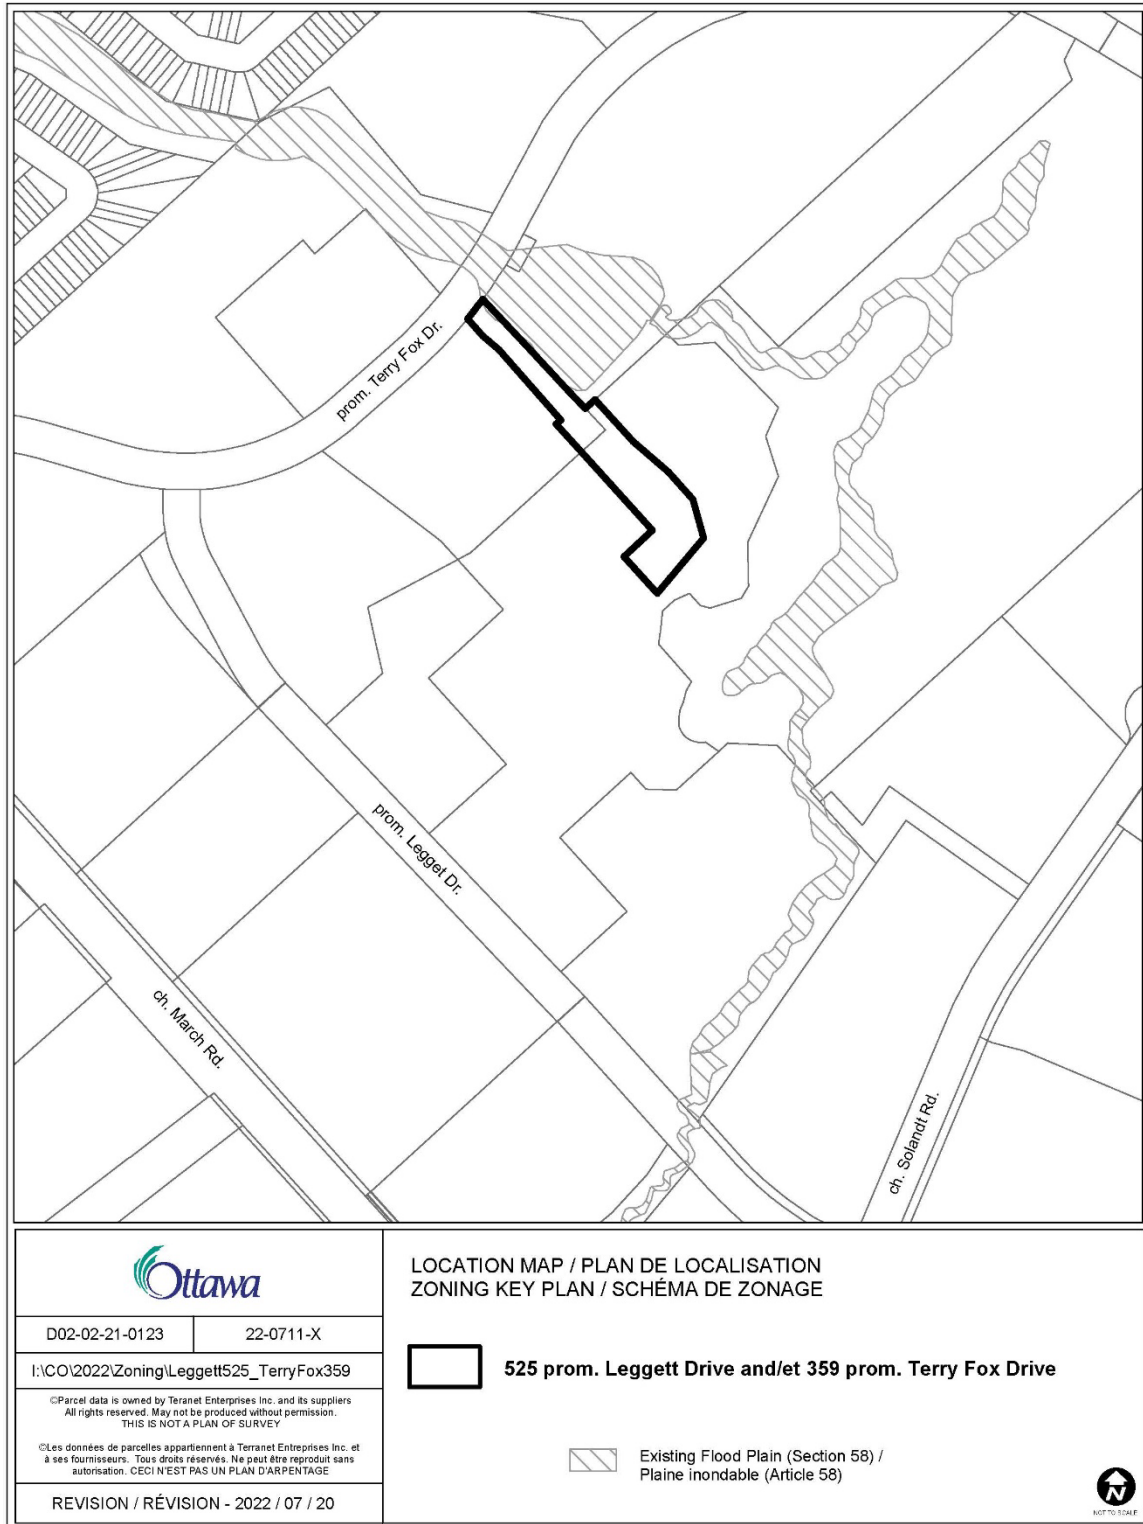 prom. Terry Fox Dr.
prom. Legget Dr.
ch. March Rd.
ch. Solandt Rd.
Ottawa
D02-02-21-0123
22-0711-X
I:\CO\2022\Zoning\Leggett525_TerryFox359
©Parcel data is owned by Teranet Enterprises Inc. and its suppliers
All rights reserved. May not be produced without permission.
THIS IS NOT A PLAN OF SURVEY
©Les données de parcelles appartiennent à Terranet Entreprises Inc. et
à ses fournisseurs. Tous droits réservés. Ne peut être reproduit sans
autorisation. CECI N'EST PAS UN PLAN D'ARPENTAGE
REVISION / RÉVISION - 2022 / 07 / 20
LOCATION MAP / PLAN DE LOCALISATION
ZONING KEY PLAN / SCHÉMA DE ZONAGE
525 prom. Leggett Drive and/et 359 prom. Terry Fox Drive
Existing Flood Plain (Section 58) /
Plaine inondable (Article 58)
N
NOT TO SCALE